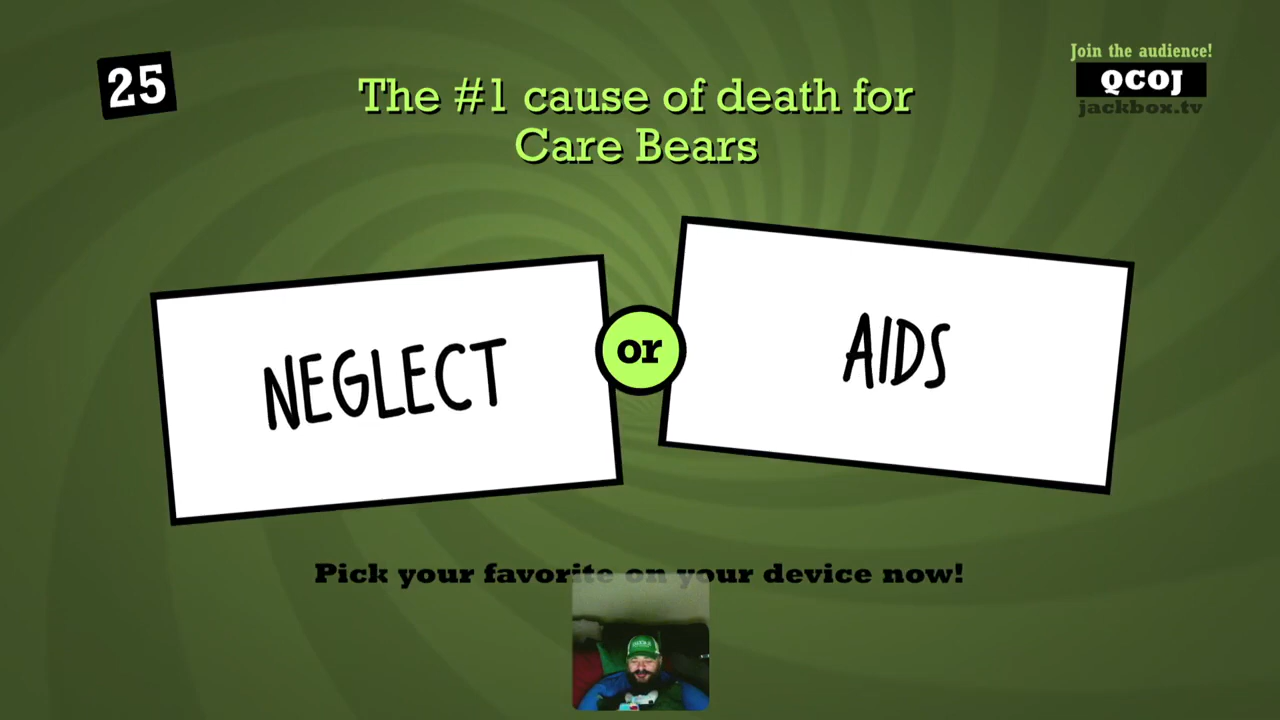 25
The #1 cause of death for
Care Bears
Join the audience!
QCOJ
jackbox.tv
NEGLECT
or
AIDS
Pick your favorite on your device now!